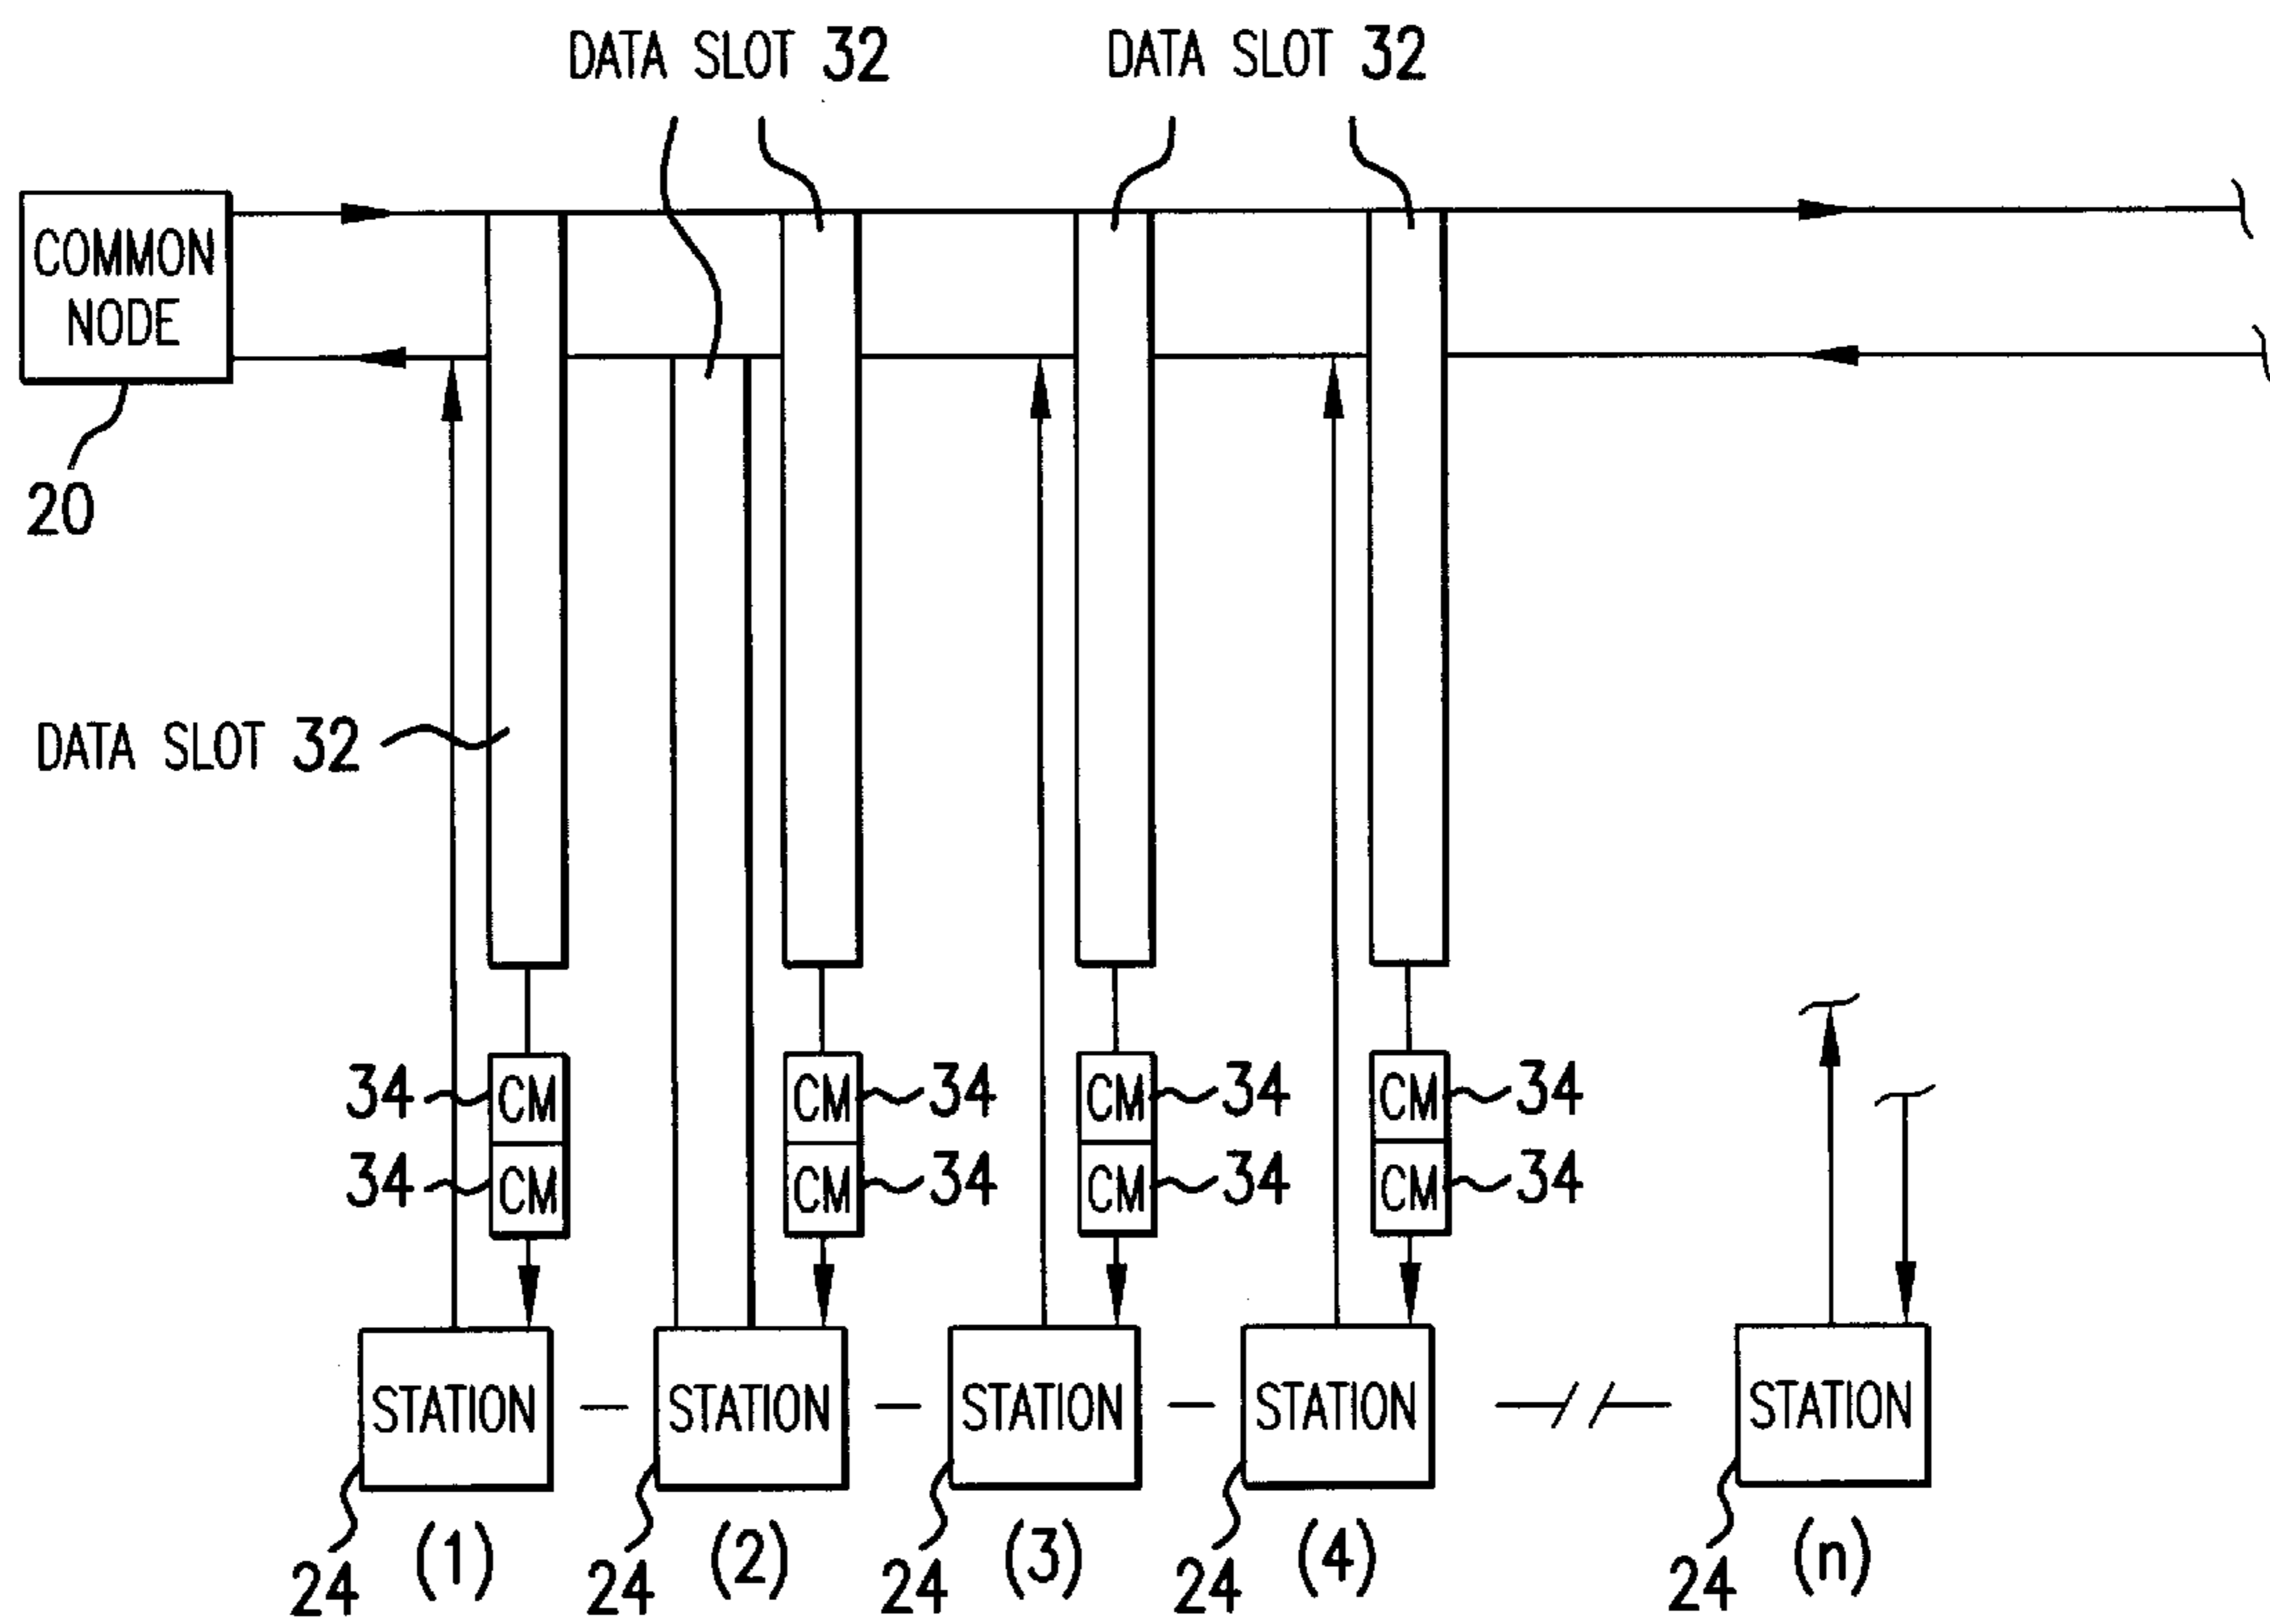 DATA SLOT 32 DATA SLOT 32
COMMON
NODE
20
DATA SLOT 32
34 CM CM 34 CM 34 CM 34
34 CM CM 34 CM 34 CM 34
STATION STATION STATION STATION STATION
24 (1) 24 (2) 24 (3) 24 (4) 24 (n)